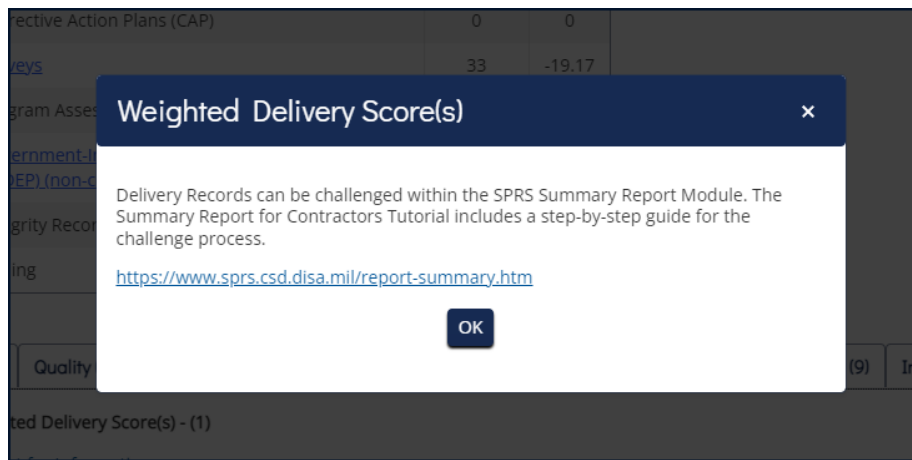 rective Action Plans (CAP) 0 0
veys 33 -19.17
gram Asses
Weighted Delivery Score(s) ×
ernment-I
DEP) (non-c
Delivery Records can be challenged within the SPRS Summary Report Module. The
Summary Report for Contractors Tutorial includes a step-by-step guide for the
challenge process.
grity Recor
ing
https://www.sprs.csd.disa.mil/report-summary.htm
OK
Quality (9) I
ted Delivery Score(s) - (1)